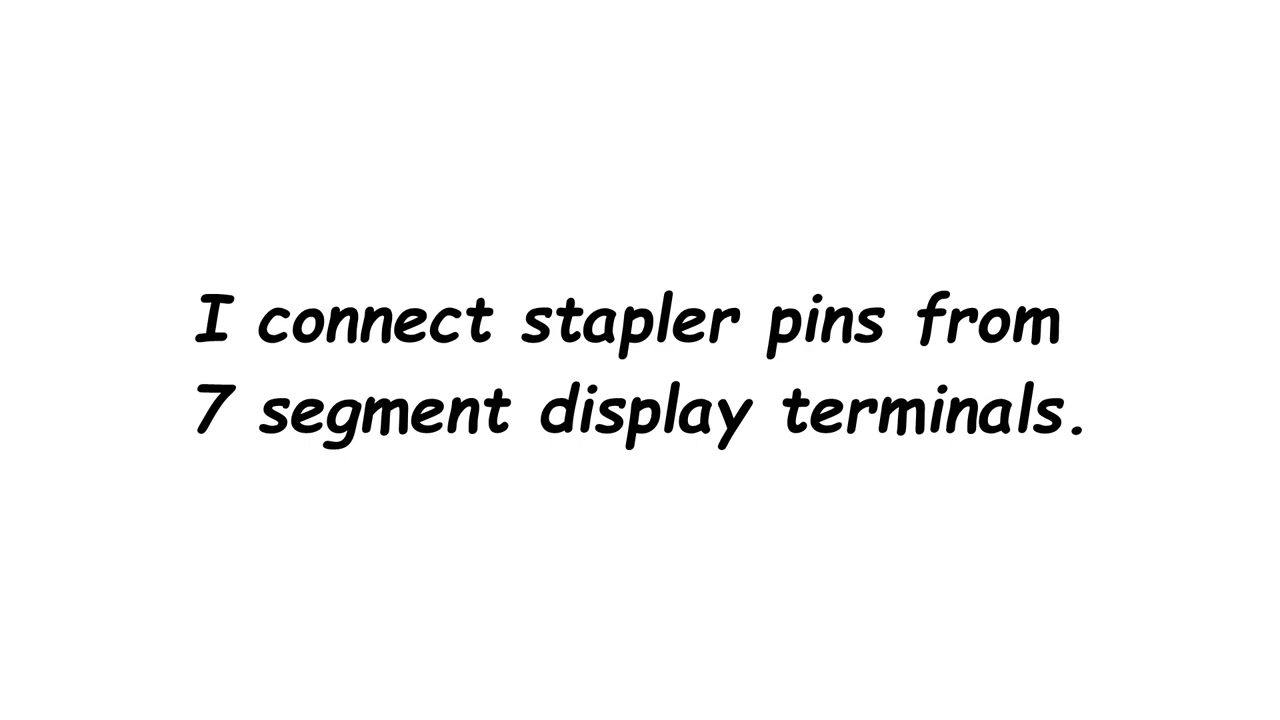 I connect stapler pins from
7 segment display terminals.